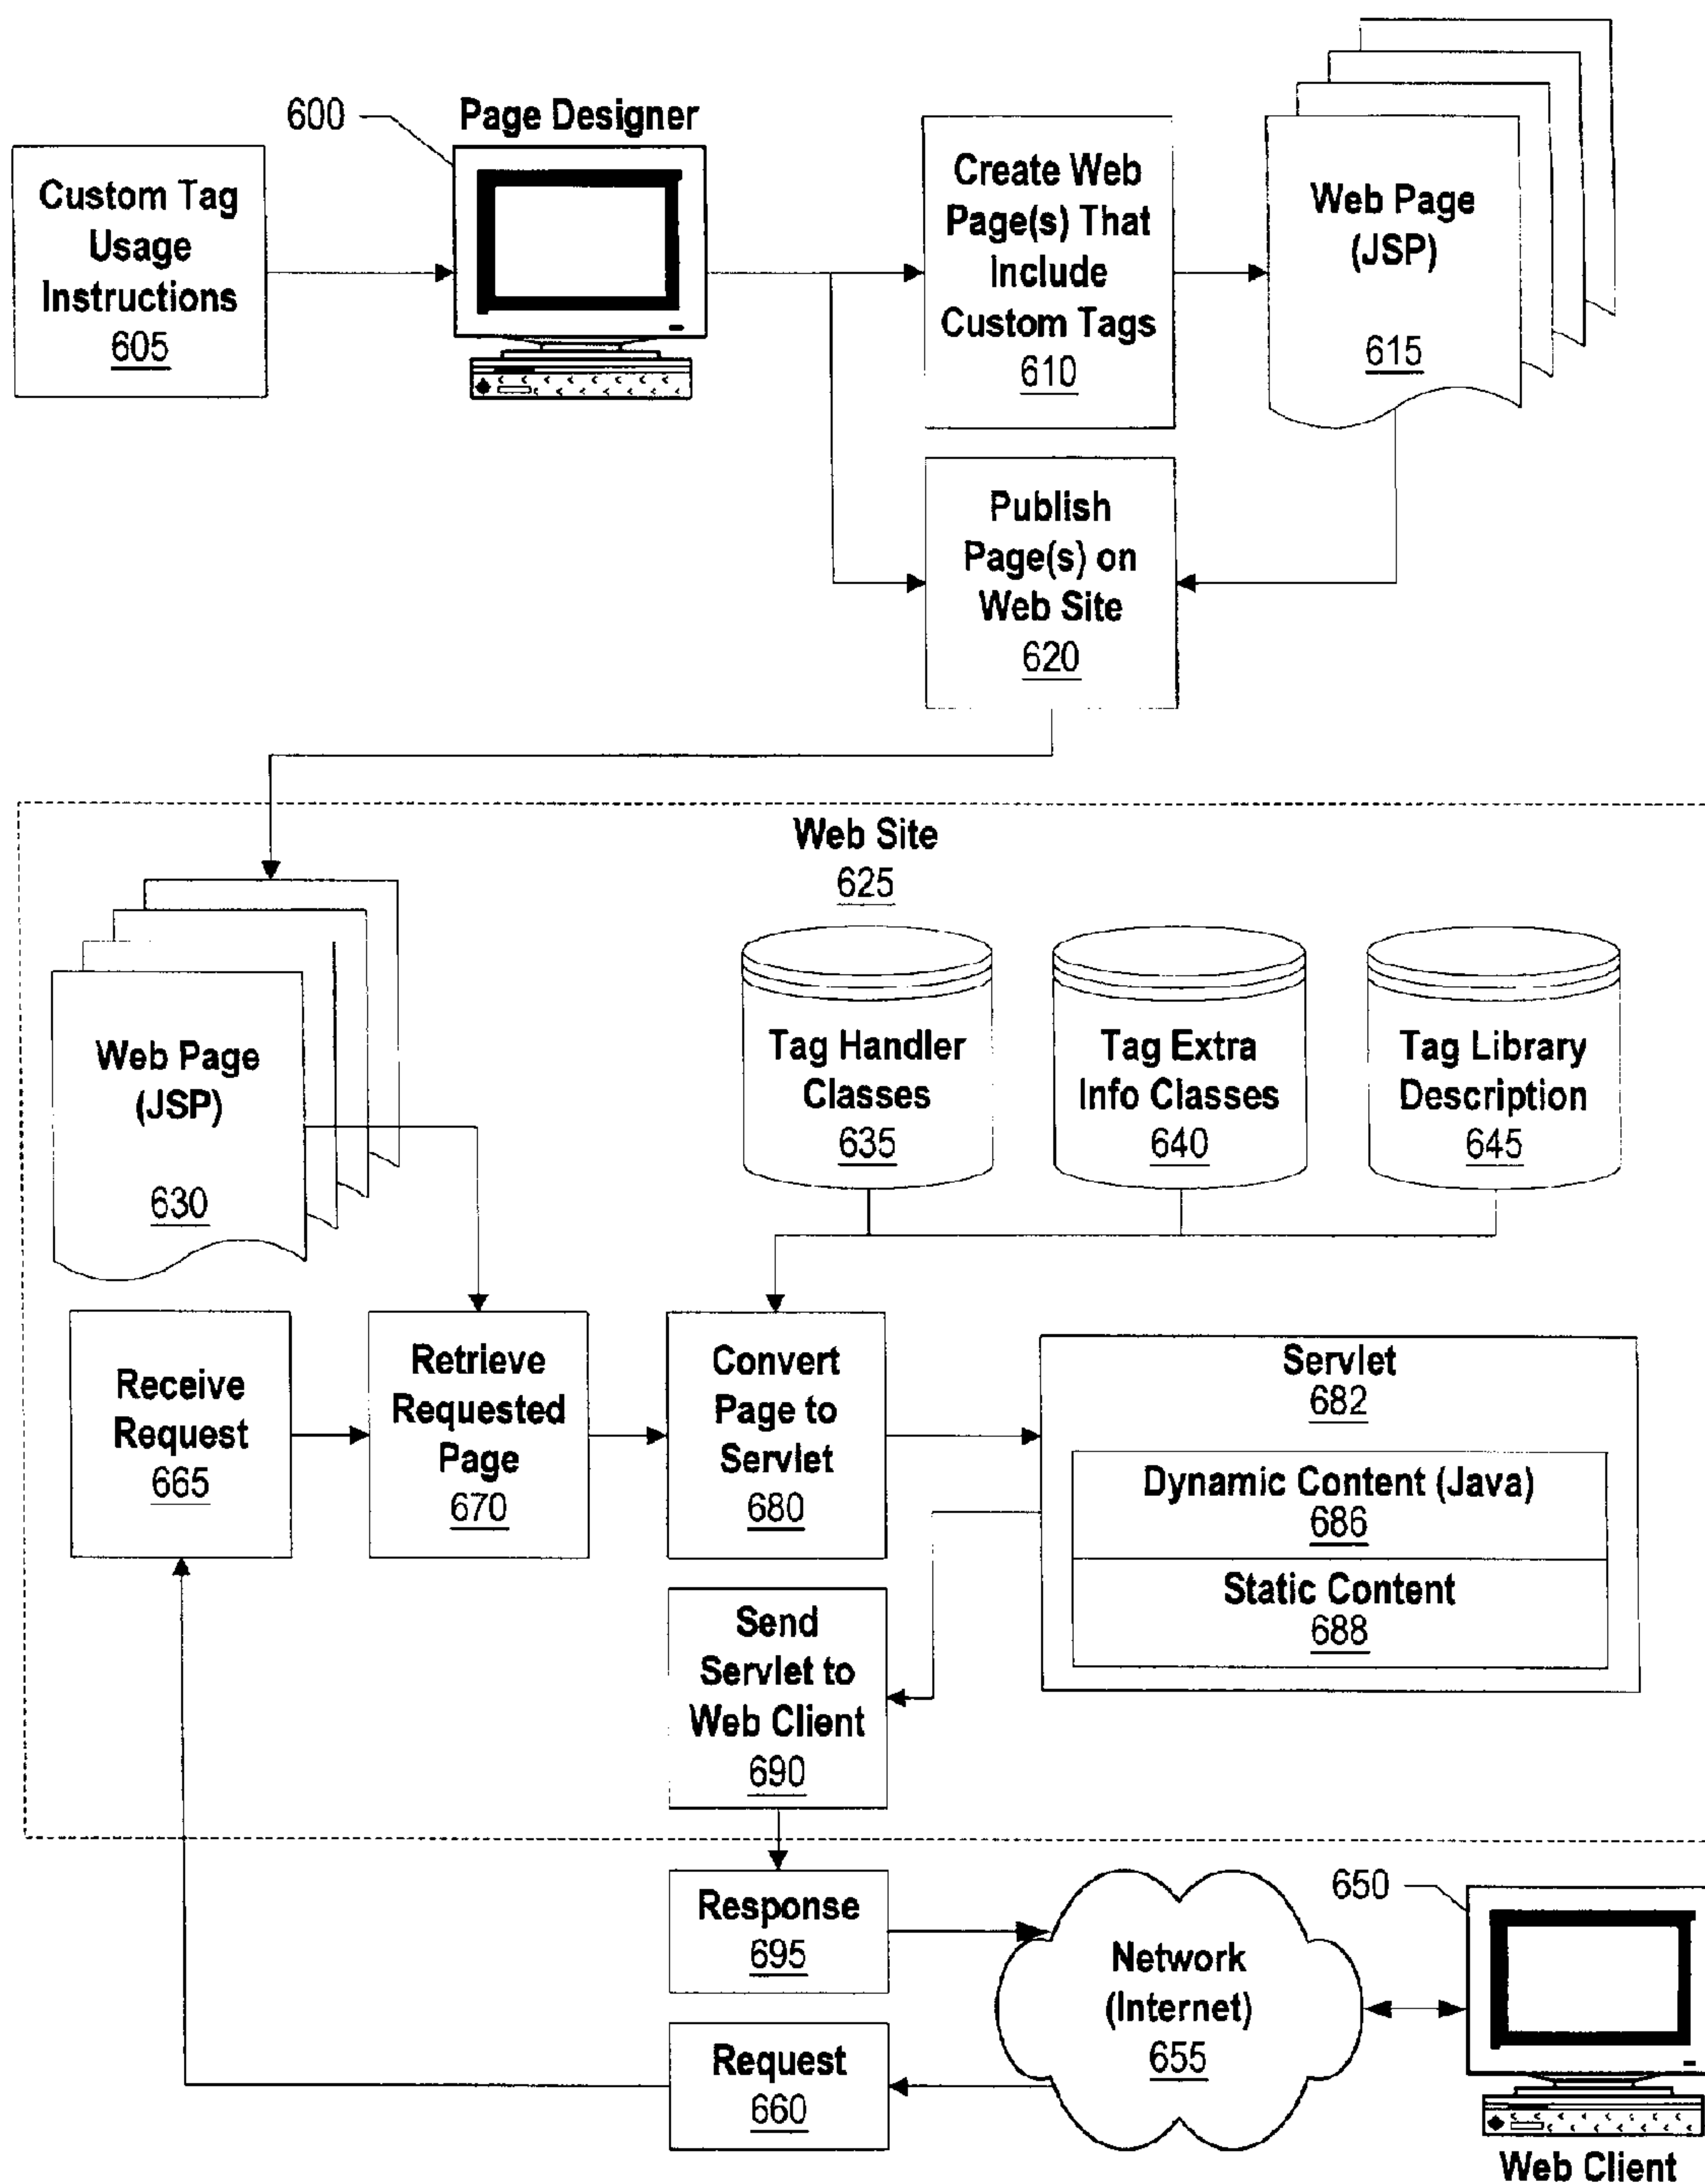 600
Page Designer
Custom Tag
Usage
Instructions
605
Create Web
Page(s) That
Include
Custom Tags
610
Web Page
(JSP)
615
Publish
Page(s) on
Web Site
620
Web Site
625
Web Page
(JSP)
630
Tag Handler
Classes
635
Tag Extra
Info Classes
640
Tag Library
Description
645
Receive
Request
665
Retrieve
Requested
Page
670
Convert
Page to
Servlet
680
Servlet
682
Dynamic Content (Java)
686
Static Content
688
Send
Servlet to
Web Client
690
Response
695
Network
(Internet)
655
650
Request
660
Web Client